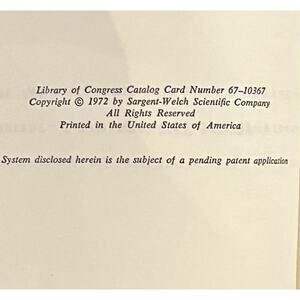 Library of Congress Catalog Card Number 67-10367
Copyright © 1972 by Sargent-Welch Scientific Company
All Rights Reserved
Printed in the United States of America
System disclosed herein is the subject of a pending patent application